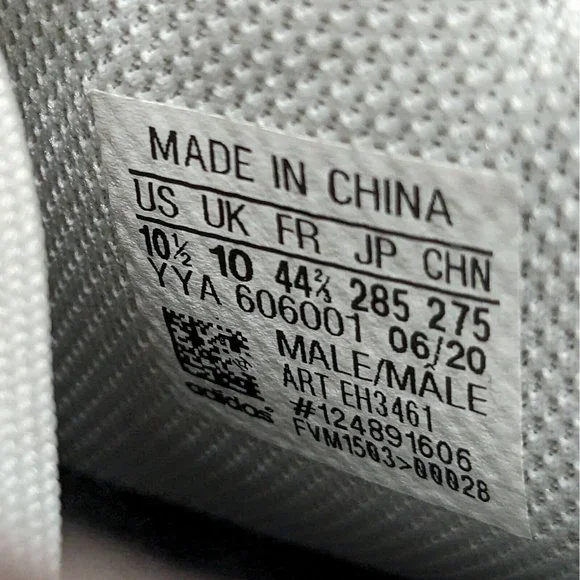 MADE IN CHINA
US UK FR JP CHN
10½ 10 44⅔ 285 275
YYA 606001 06/20
MALE/MÂLE
ART EH3461
#124891606
FVM1503>00028
adidas